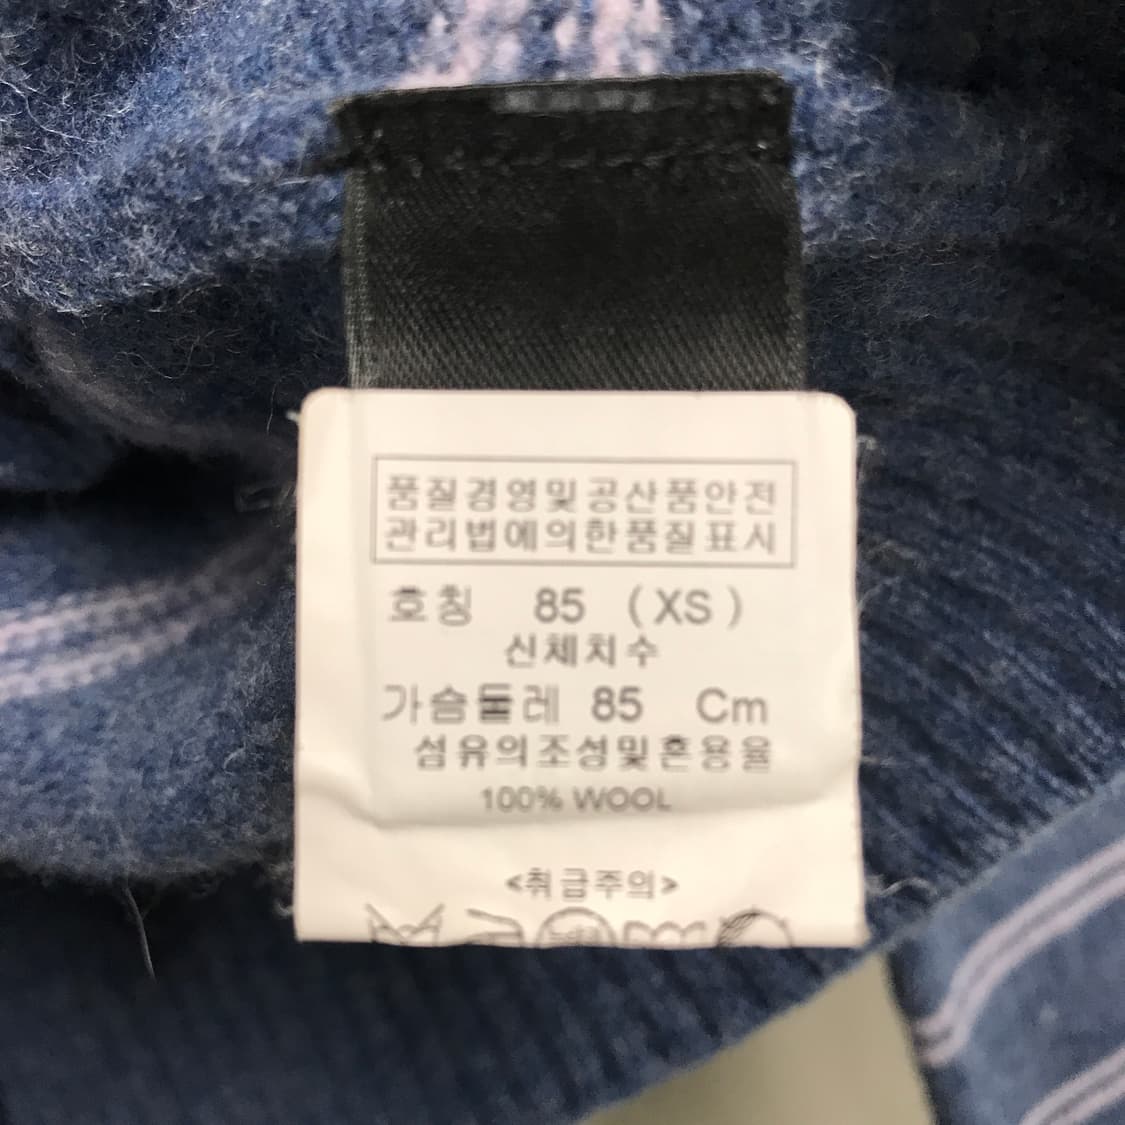 품질경영및공산품안전
관리법에의한품질표시
호칭 85 (XS)
신체치수
가슴둘레 85 Cm
섬유의조성및혼용율
100% WOOL
<취급주의>